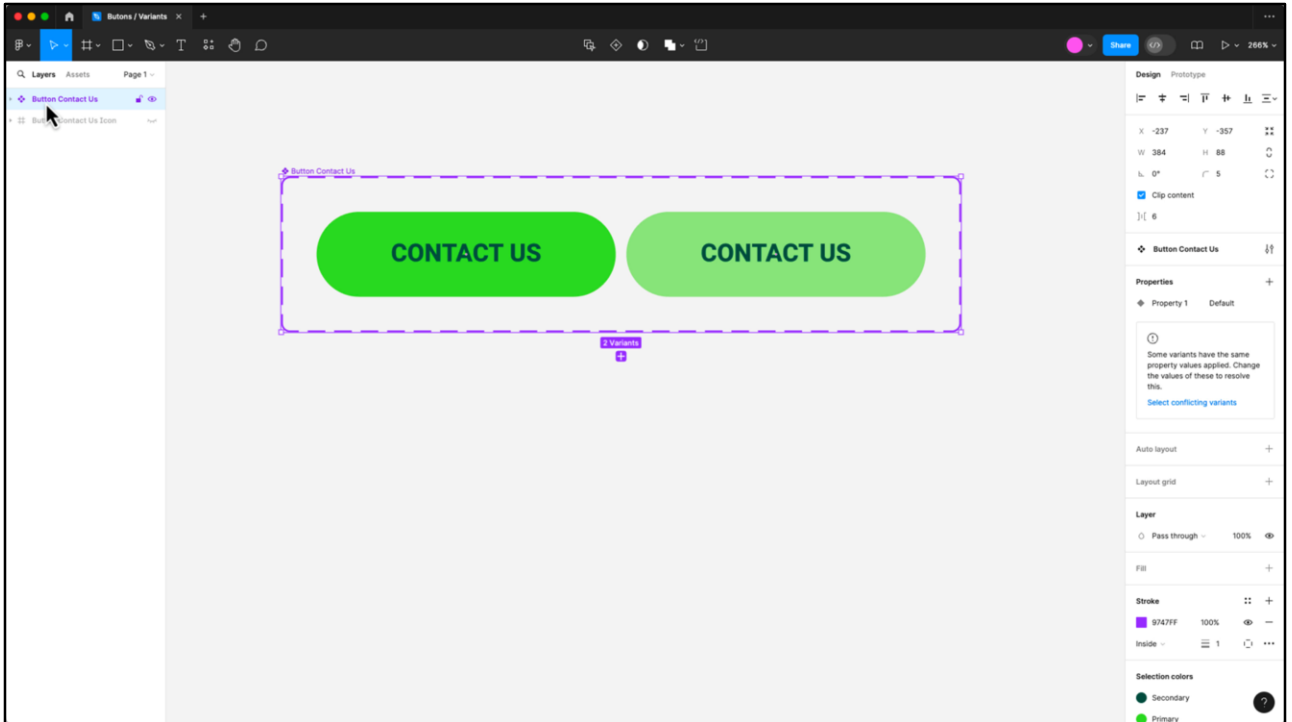 Butons / Variants
Share
266%
Layers Assets Page 1
Button Contact Us
Contact Us Icon
Button Contact Us
CONTACT US
CONTACT US
2 Variants
Design Prototype
X -237 Y -357
W 384 H 88
0° 5
Clip content
6
Button Contact Us
Properties
Property 1 Default
Some variants have the same
property values applied. Change
the values of these to resolve
this.
Select conflicting variants
Auto layout
Layout grid
Layer
Pass through 100%
Fill
Stroke
9747FF 100%
Inside 1
Selection colors
Secondary
Primary
?